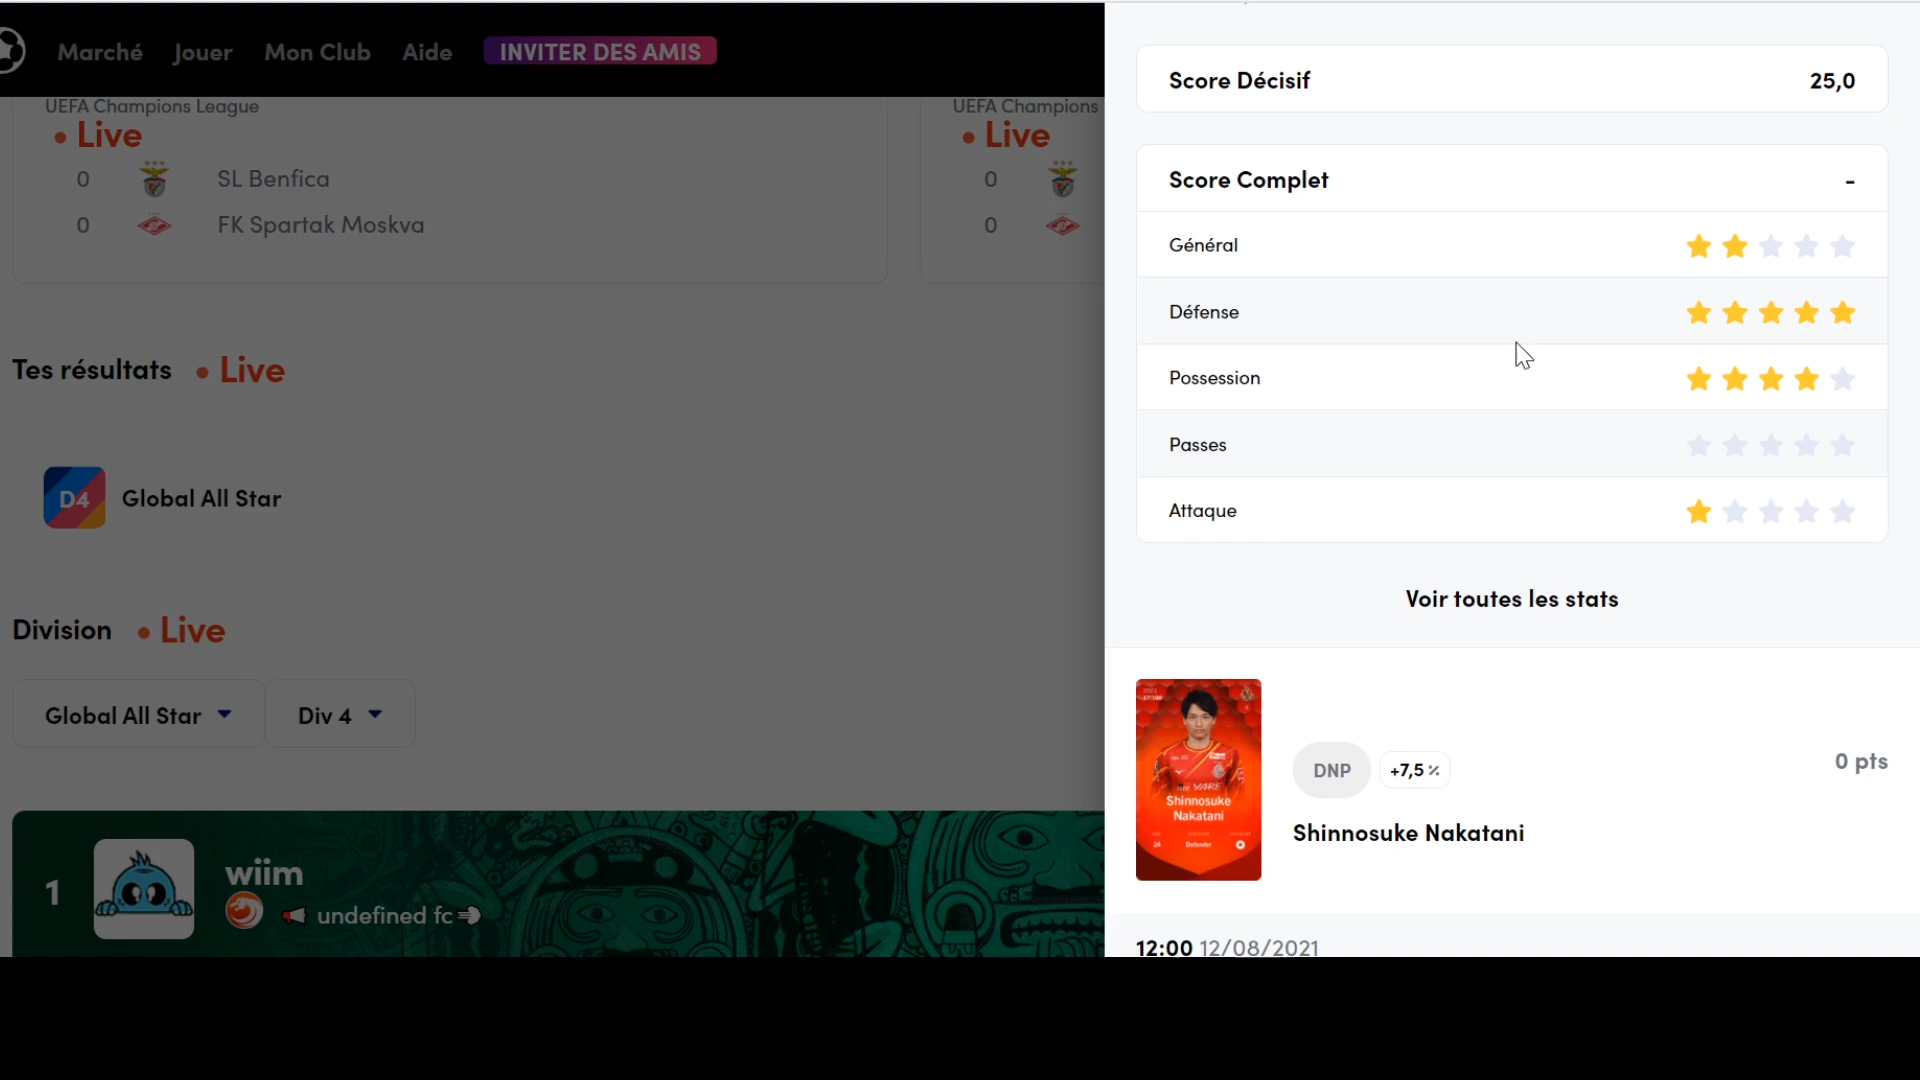 Marché Jouer Mon Club Aide INVITER DES AMIS
UEFA Champions League
Live
0 SL Benfica
0 FK Spartak Moskva
UEFA Champions
Live
0
0
Tes résultats Live
D4 Global All Star
Division Live
Global All Star Div 4
1 wiim
undefined fc
Score Décisif 25,0
Score Complet -
Général
Défense
Possession
Passes
Attaque
Voir toutes les stats
2021
Shinnosuke
Nakatani
24 Defender
DNP +7,5 % 0 pts
Shinnosuke Nakatani
12:00 12/08/2021